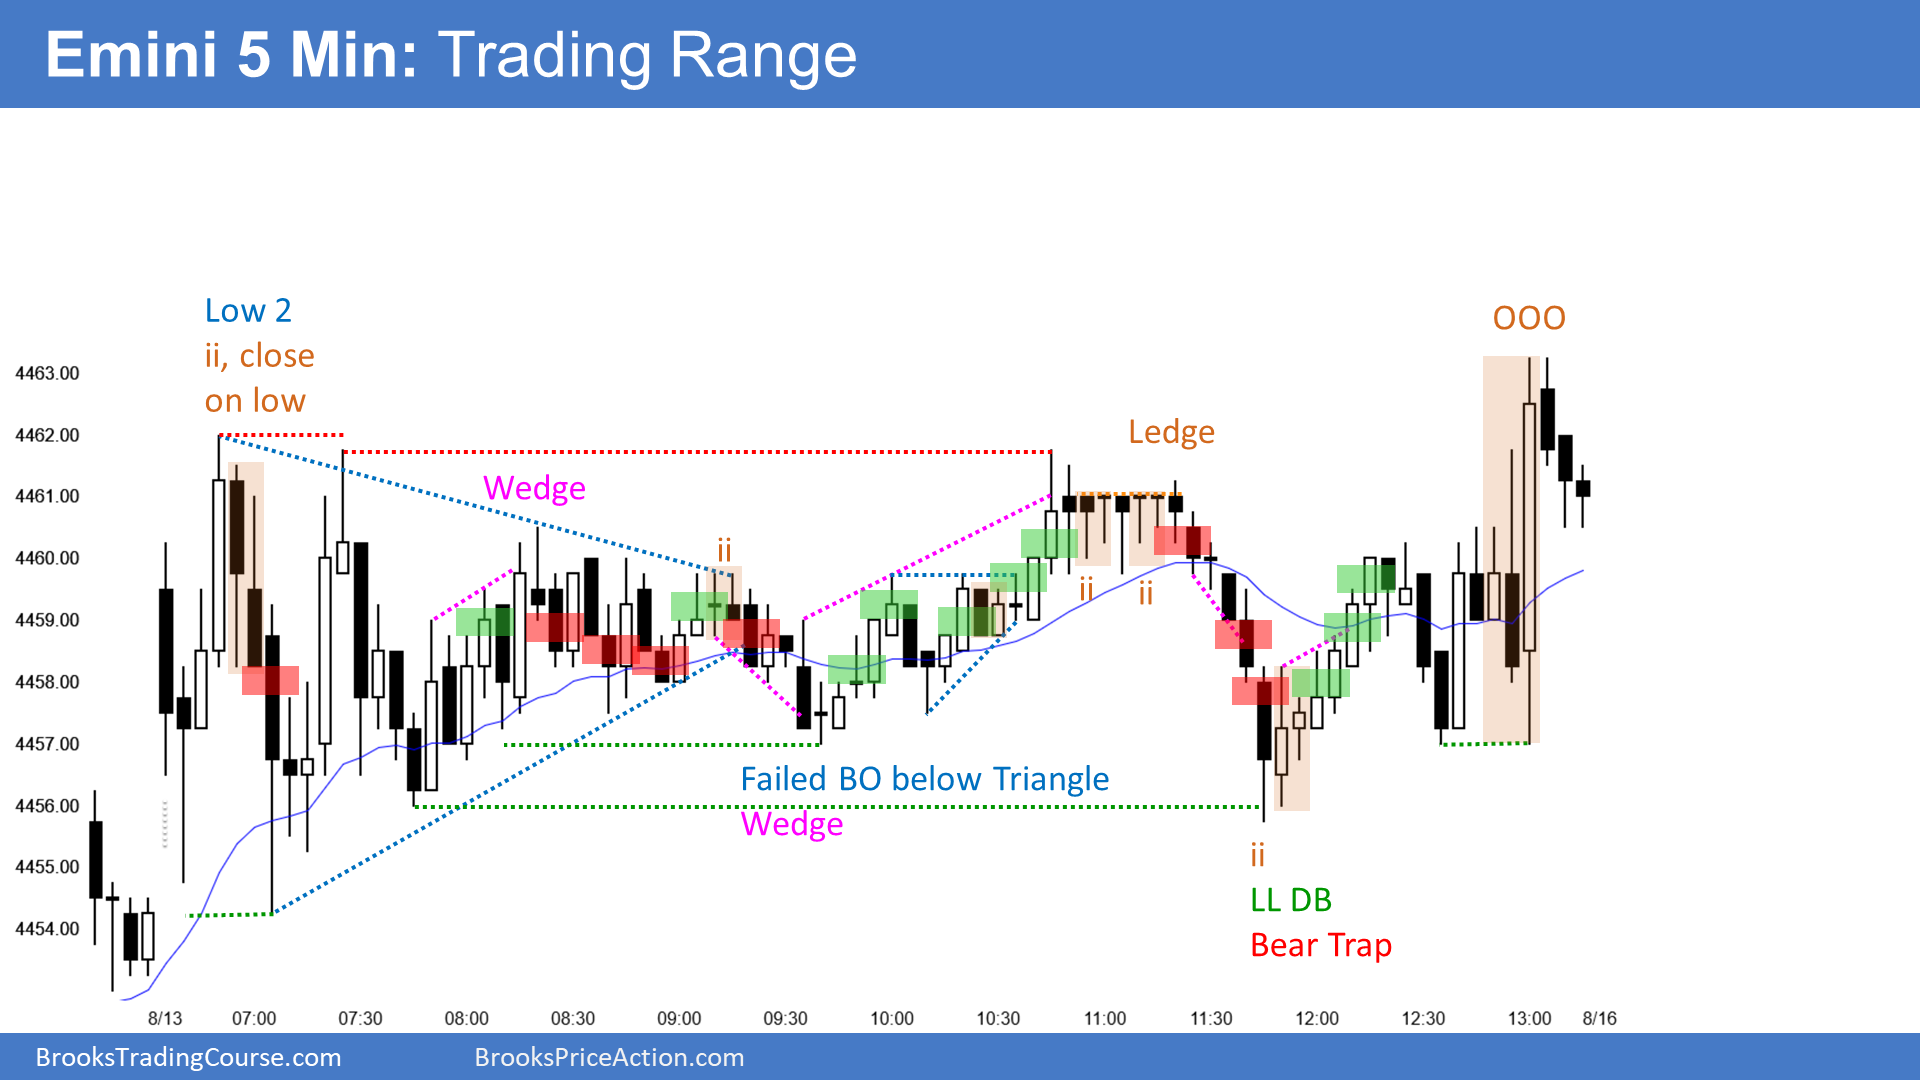 Emini 5 Min: Trading Range
Low 2
ii, close
on low
OOO
Ledge
Wedge
ii
ii
ii
Failed BO below Triangle
Wedge
ii
LL DB
Bear Trap
4463.00
4462.00
4461.00
4460.00
4459.00
4458.00
4457.00
4456.00
4455.00
4454.00
8/13 07:00 07:30 08:00 08:30 09:00 09:30 10:00 10:30 11:00 11:30 12:00 12:30 13:00 8/16
BrooksTradingCourse.com BrooksPriceAction.com